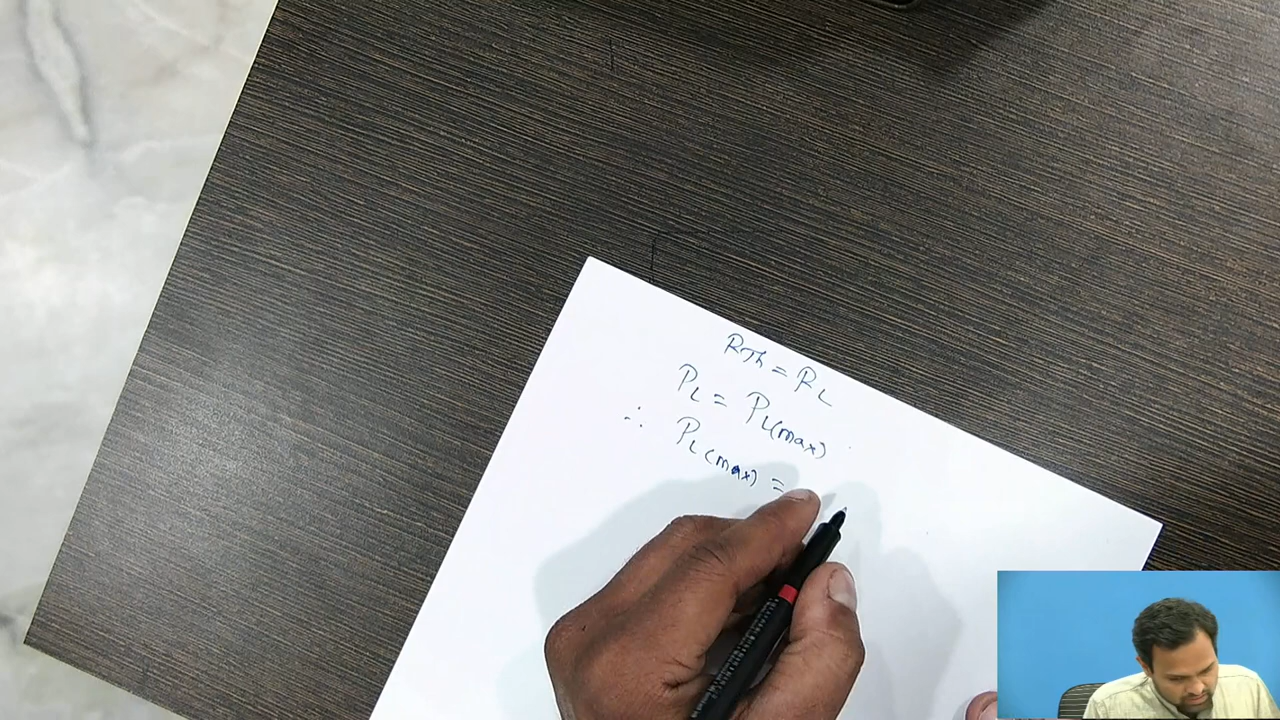 RTh = RL
PL = PL(max)
∴ PL(max) =